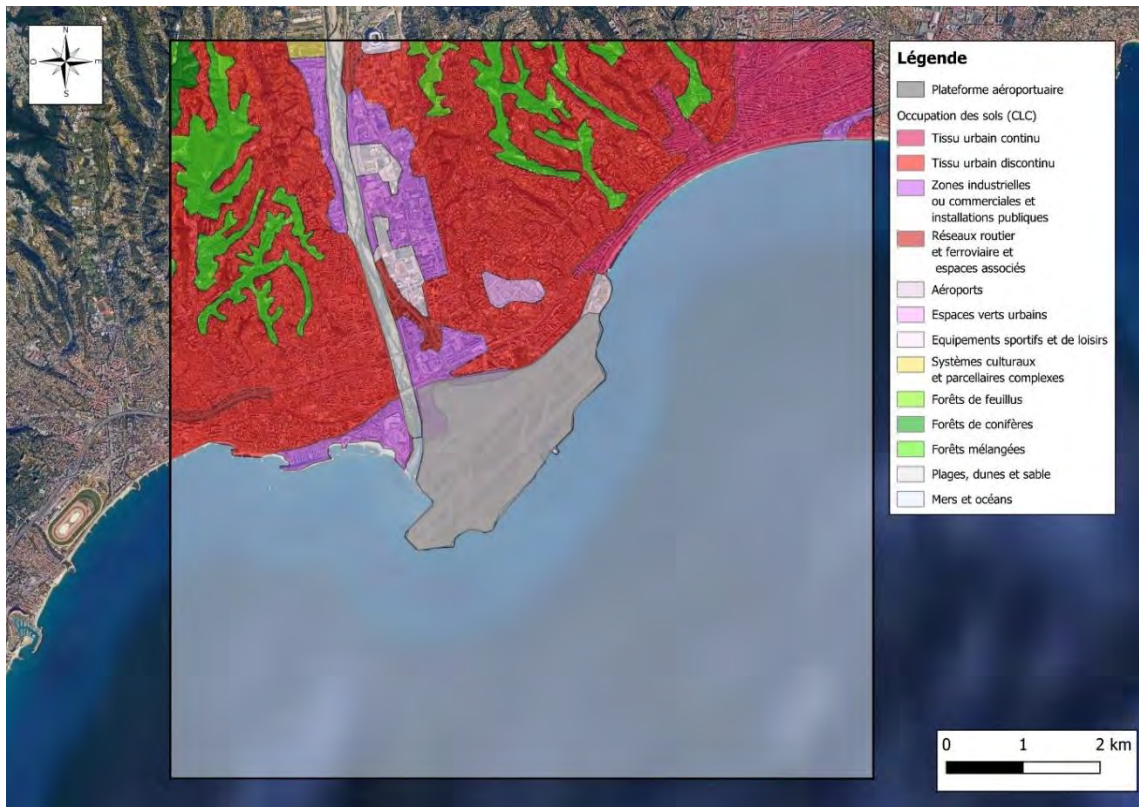 N
O
E
S
Légende
Plateforme aéroportuaire
Occupation des sols (CLC)
Tissu urbain continu
Tissu urbain discontinu
Zones industrielles
ou commerciales et
installations publiques
Réseaux routier
et ferroviaire et
espaces associés
Aéroports
Espaces verts urbains
Equipements sportifs et de loisirs
Systèmes culturaux
et parcellaires complexes
Forêts de feuillus
Forêts de conifères
Forêts mélangées
Plages, dunes et sable
Mers et océans
0 1 2 km